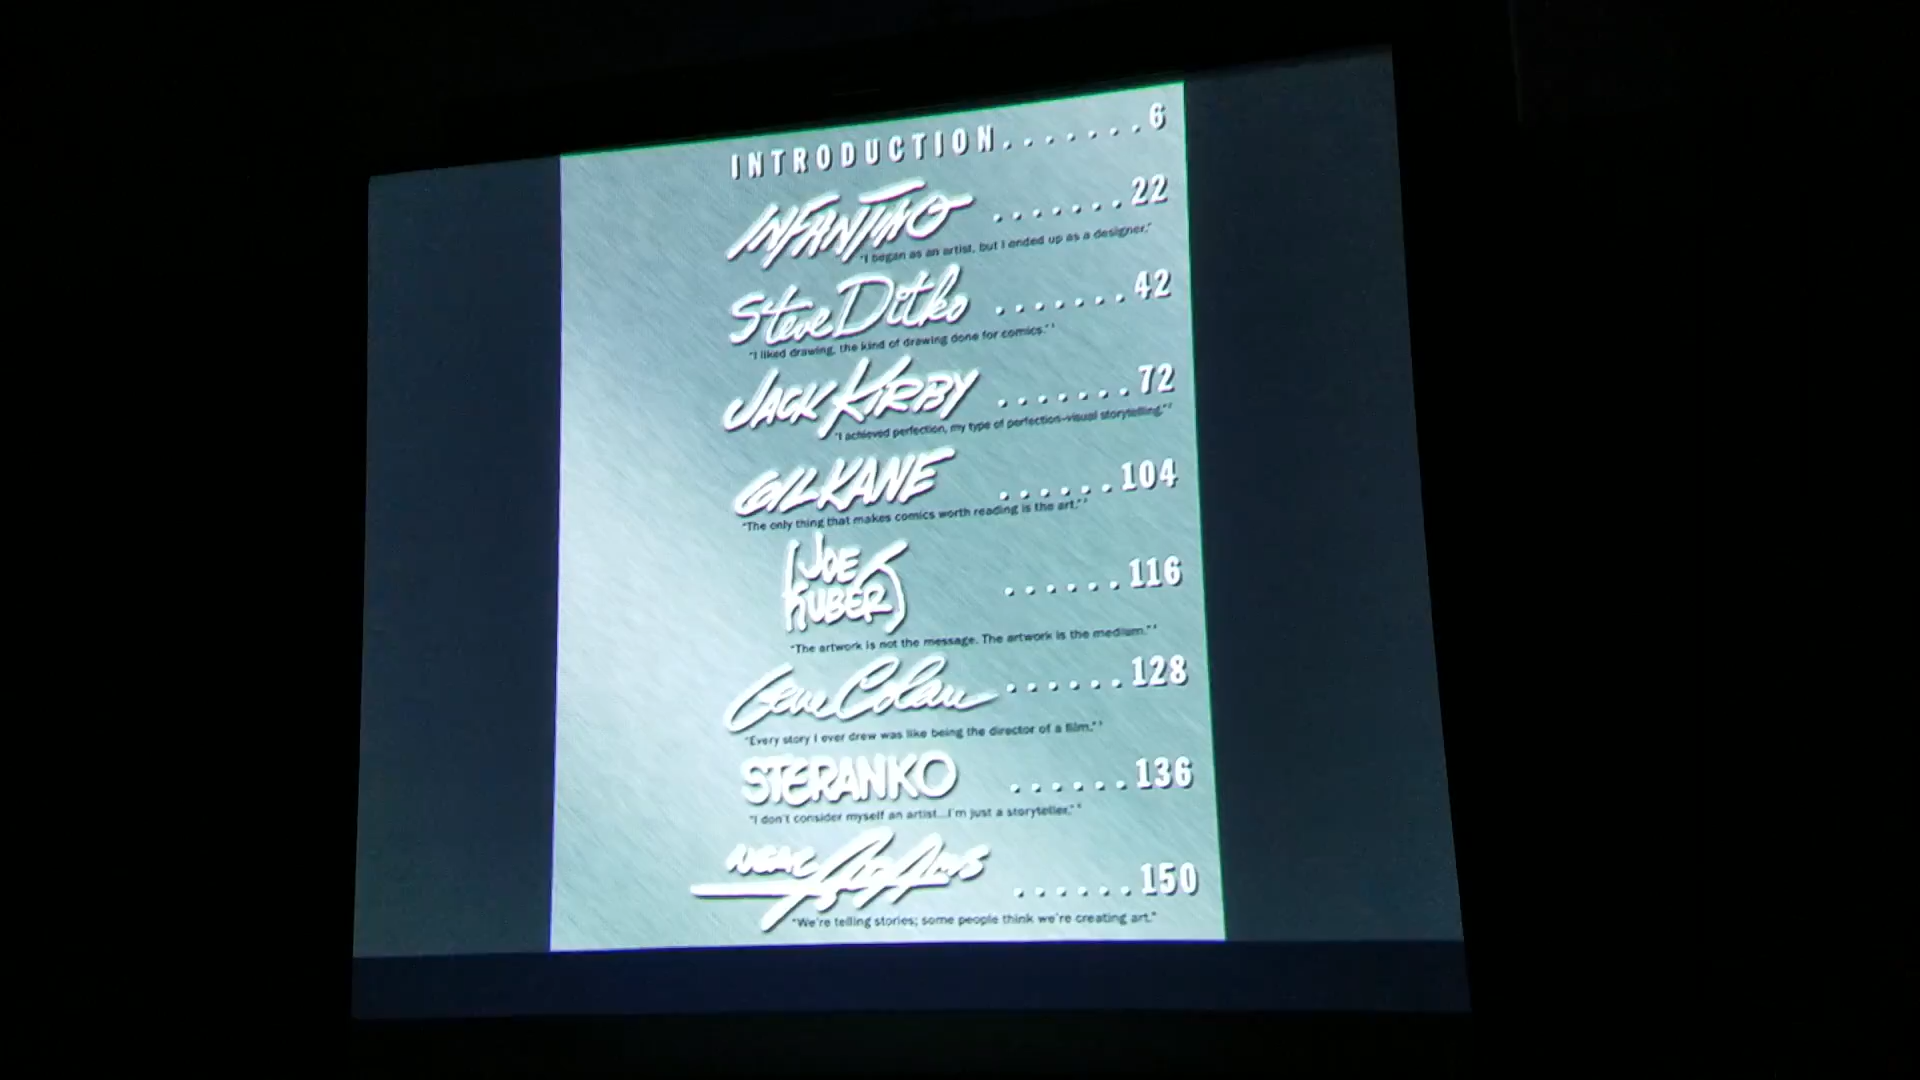 INTRODUCTION.......6
INFANTINO.......22
"I began as an artist, but I ended up as a designer."
Steve Ditko.......42
"I liked drawing, the kind of drawing done for comics."
JACK KIRBY.......72
"I achieved perfection, my type of perfection–visual storytelling."
GIL KANE......104
"The only thing that makes comics worth reading is the art."
JOE KUBERT......116
"The artwork is not the message. The artwork is the medium."
Gene Colan......128
"Every story I ever drew was like being the director of a film."
STERANKO......136
"I don't consider myself an artist...I'm just a storyteller."
NEAL ADAMS......150
"We're telling stories; some people think we're creating art."